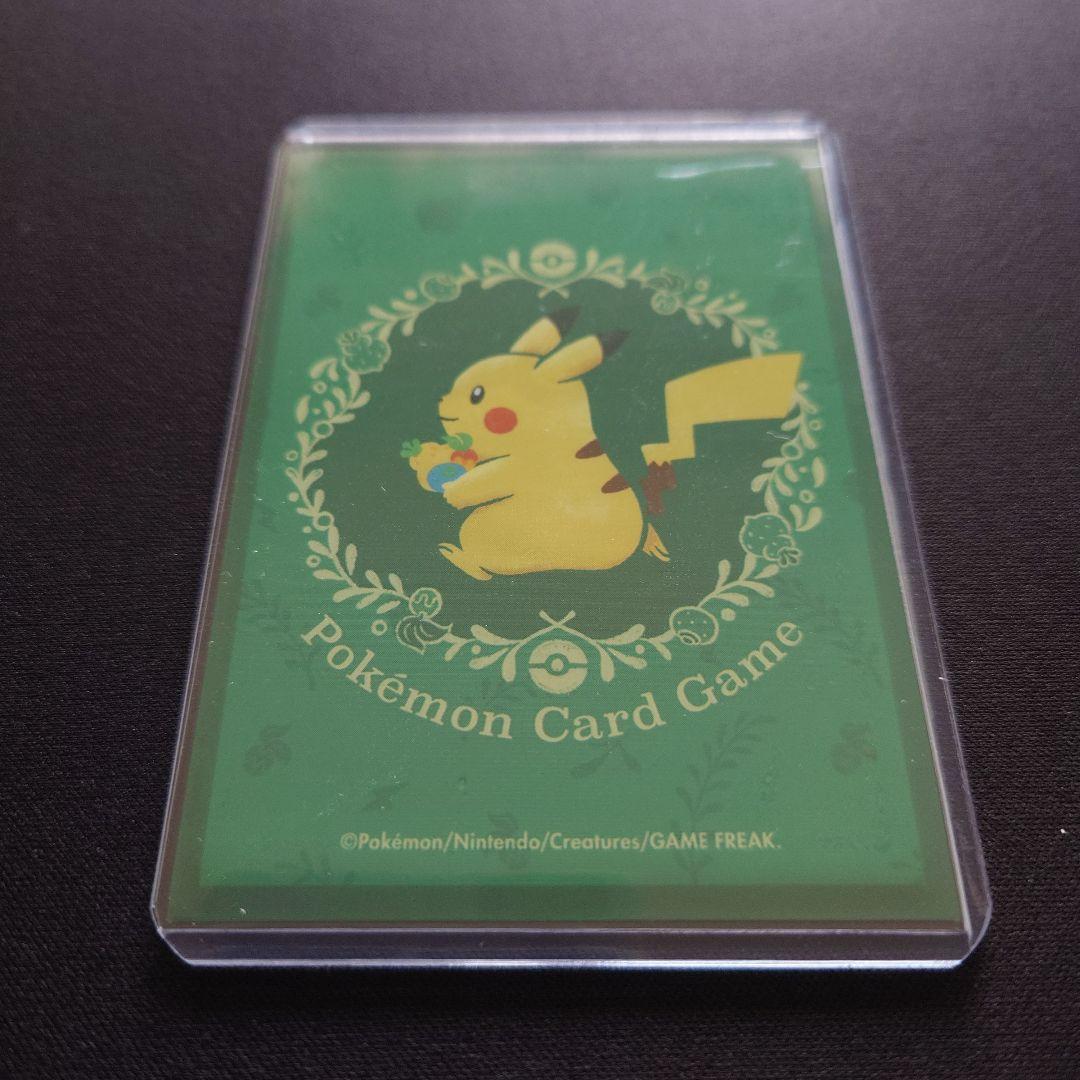 Pokémon Card Game
©Pokémon/Nintendo/Creatures/GAME FREAK.